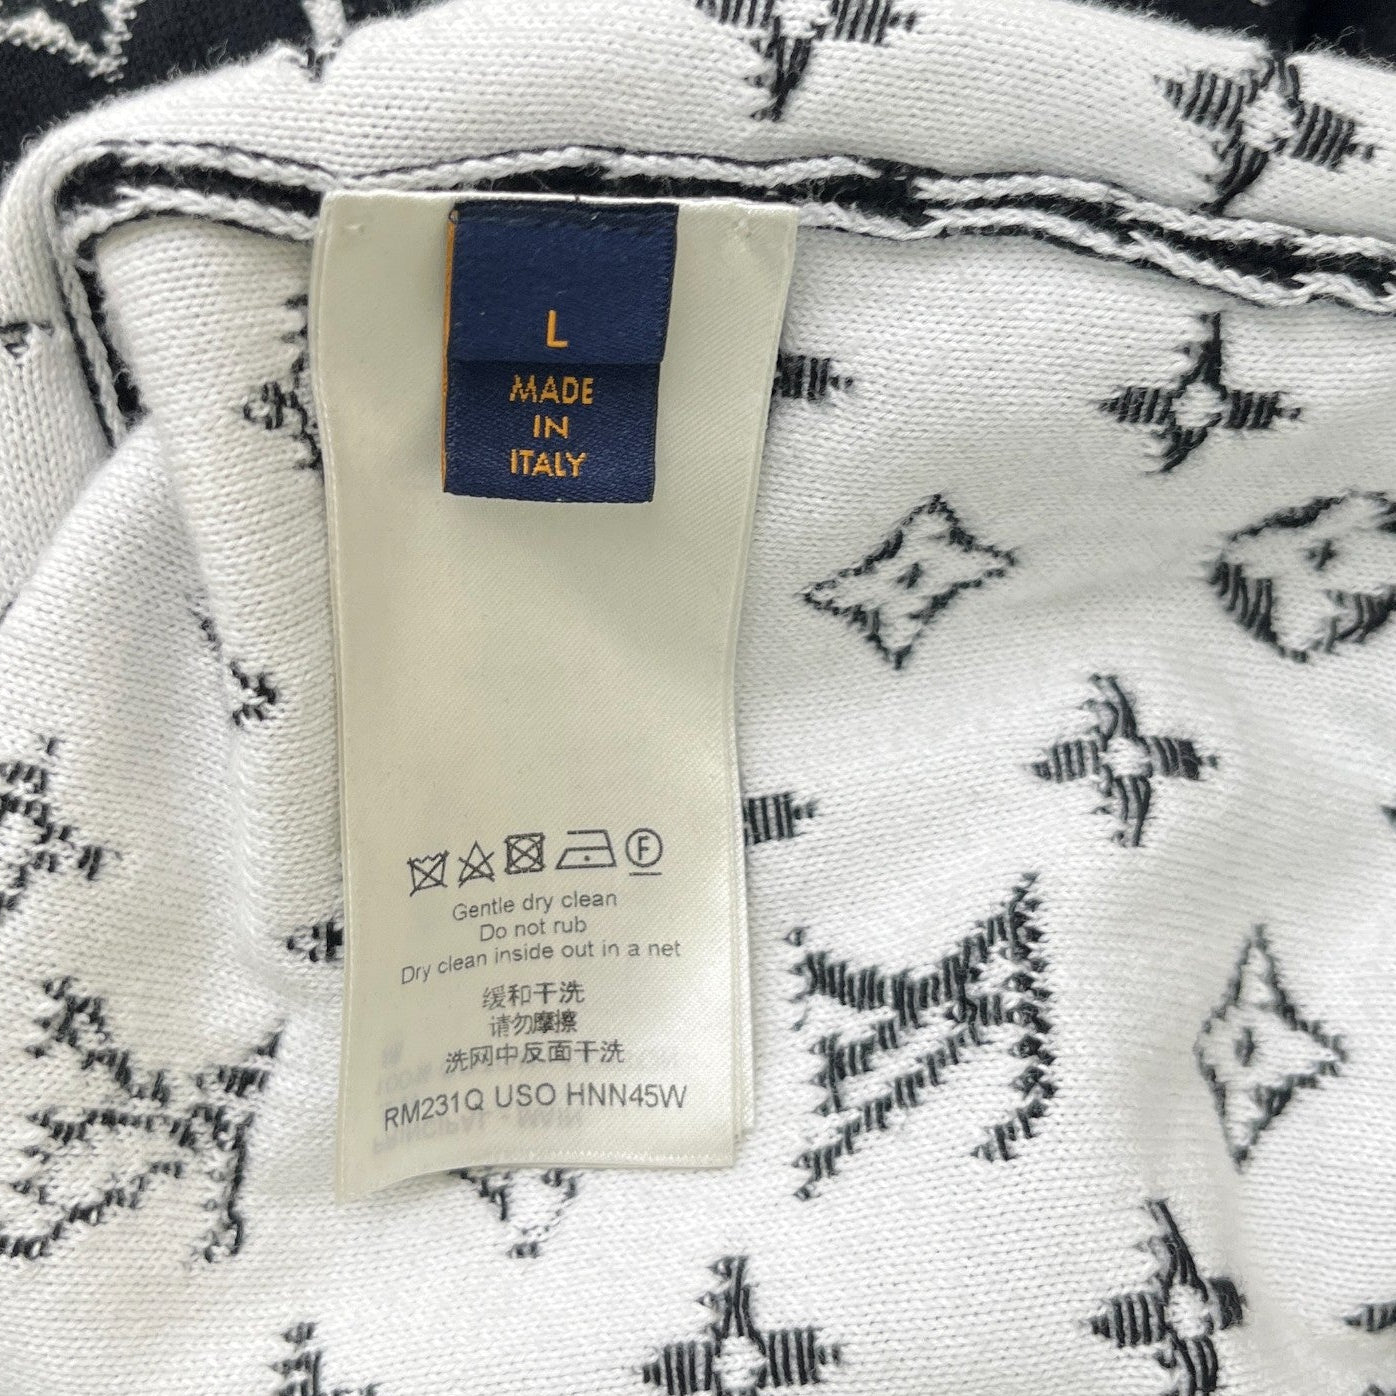 L
MADE
IN
ITALY
F
Gentle dry clean
Do not rub
Dry clean inside out in a net
缓和干洗
请勿摩擦
洗网中反面干洗
RM231Q USO HNN45W